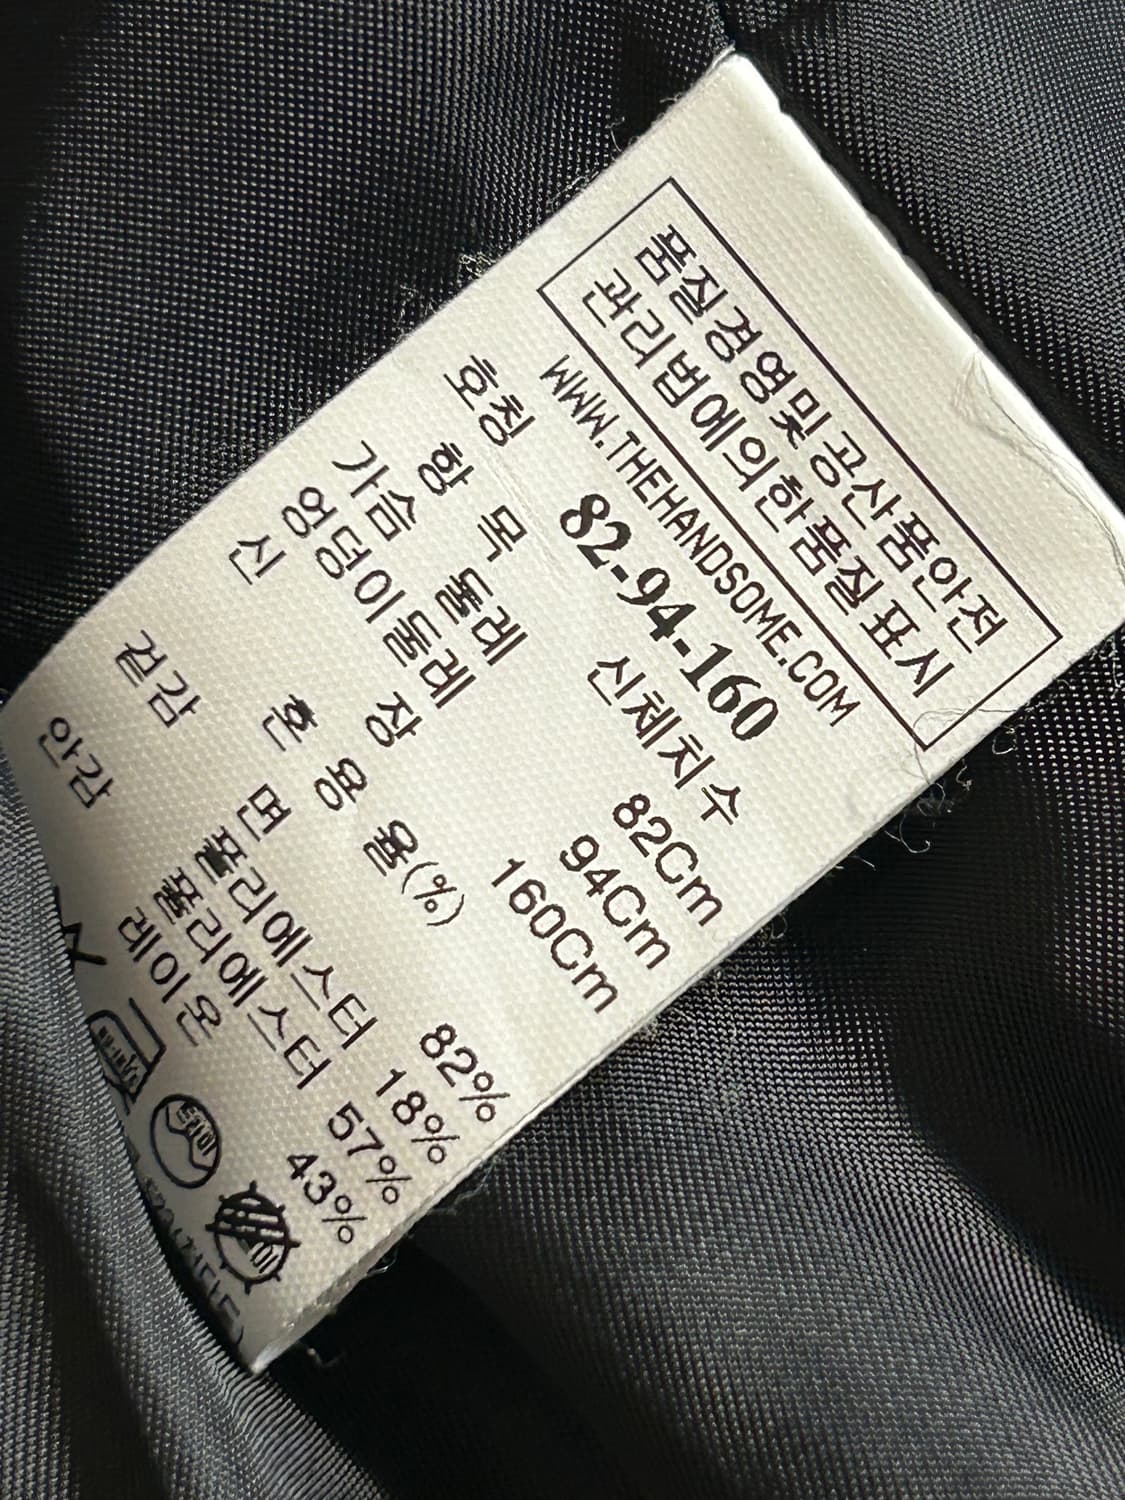 품질경영및공산품안전
관리법에의한품질표시
WWW.THEHANDSOME.COM
호칭 82-94-160
항 목 신체치수
가슴 둘레 82Cm
엉덩이둘레 94Cm
신 장 160Cm
혼 용 율(%)
겉감 면 82%
폴리에스터 18%
안감 폴리에스터 57%
레이온 43%